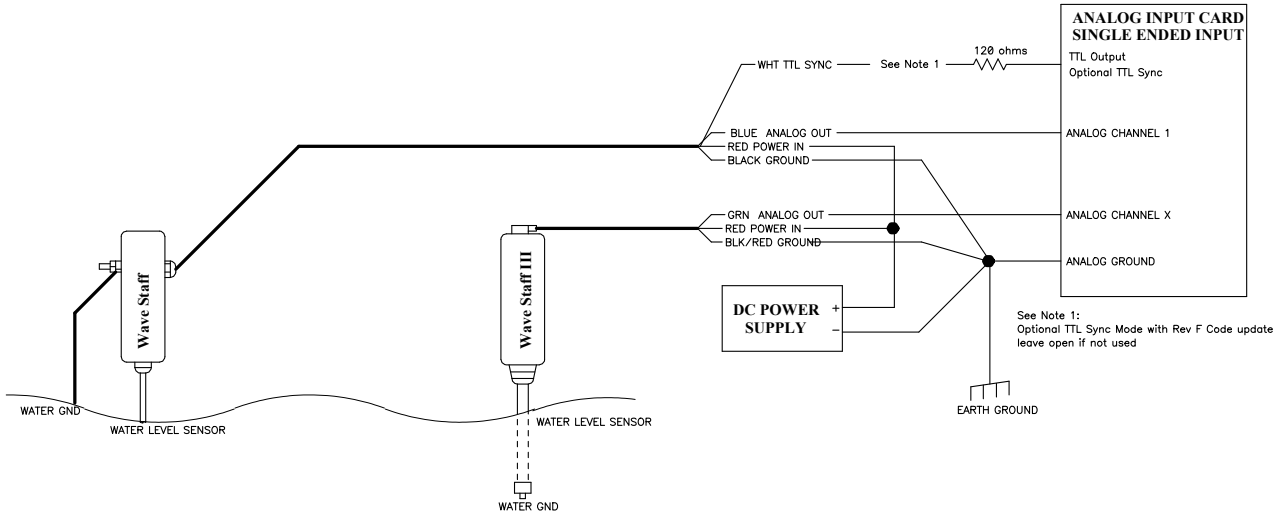 ANALOG INPUT CARD
SINGLE ENDED INPUT
120 ohms
TTL Output
WHT TTL SYNC
See Note 1
Optional TTL Sync
BLUE ANALOG OUT
ANALOG CHANNEL 1
RED POWER IN
BLACK GROUND
GRN ANALOG OUT
ANALOG CHANNEL X
RED POWER IN
BLK/RED GROUND
ANALOG GROUND
Wave Staff
Wave Staff III
DC POWER
SUPPLY
+
−
See Note 1:
Optional TTL Sync Mode with Rev F Code update
leave open if not used
EARTH GROUND
WATER GND
WATER LEVEL SENSOR
WATER LEVEL SENSOR
WATER GND